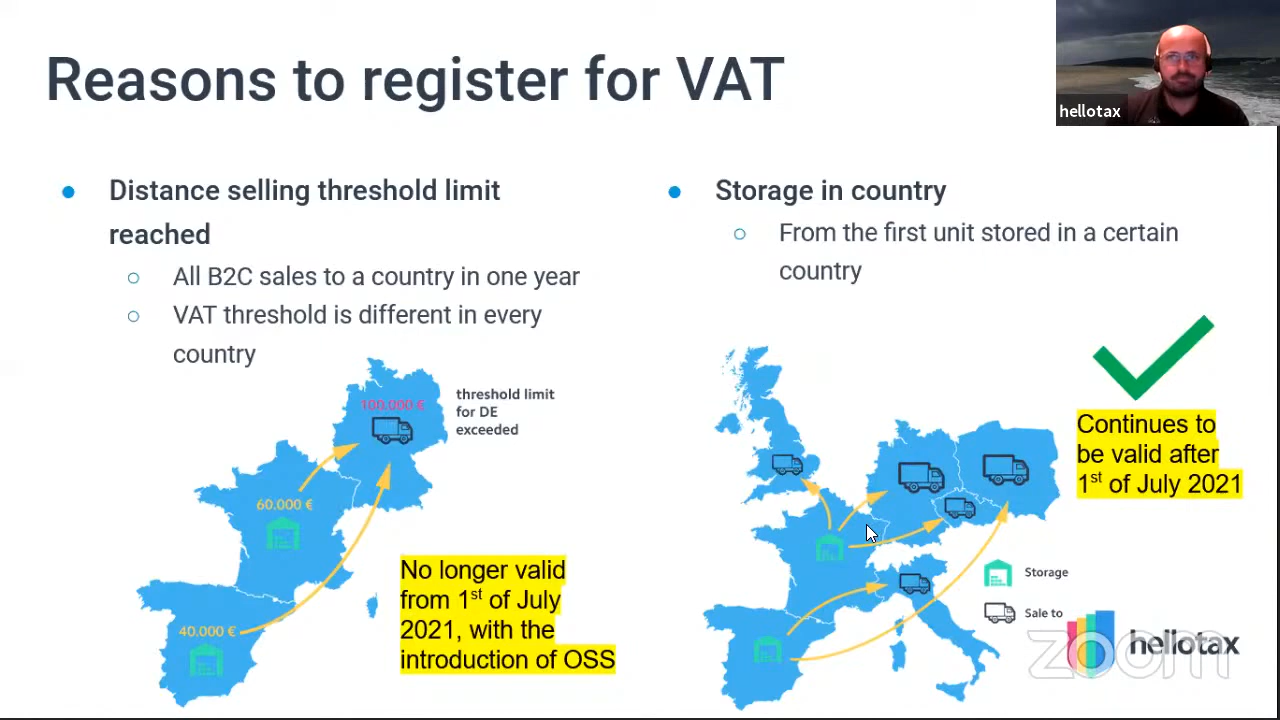 Reasons to register for VAT
hellotax
Distance selling threshold limit
reached
All B2C sales to a country in one year
VAT threshold is different in every
country
100.000 €
threshold limit
for DE
exceeded
60.000 €
40.000 €
No longer valid
from 1st of July
2021, with the
introduction of OSS
Storage in country
From the first unit stored in a certain
country
Continues to
be valid after
1st of July 2021
Storage
Sale to
zoom
hellotax